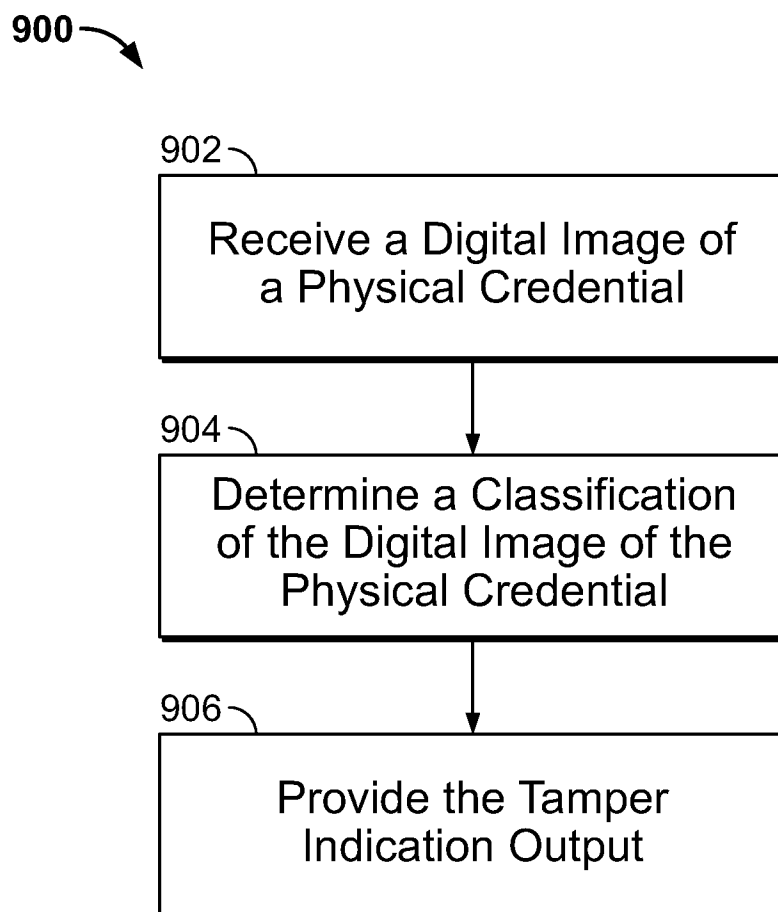 900
902
Receive a Digital Image of
a Physical Credential
904
Determine a Classification
of the Digital Image of the
Physical Credential
906
Provide the Tamper
Indication Output